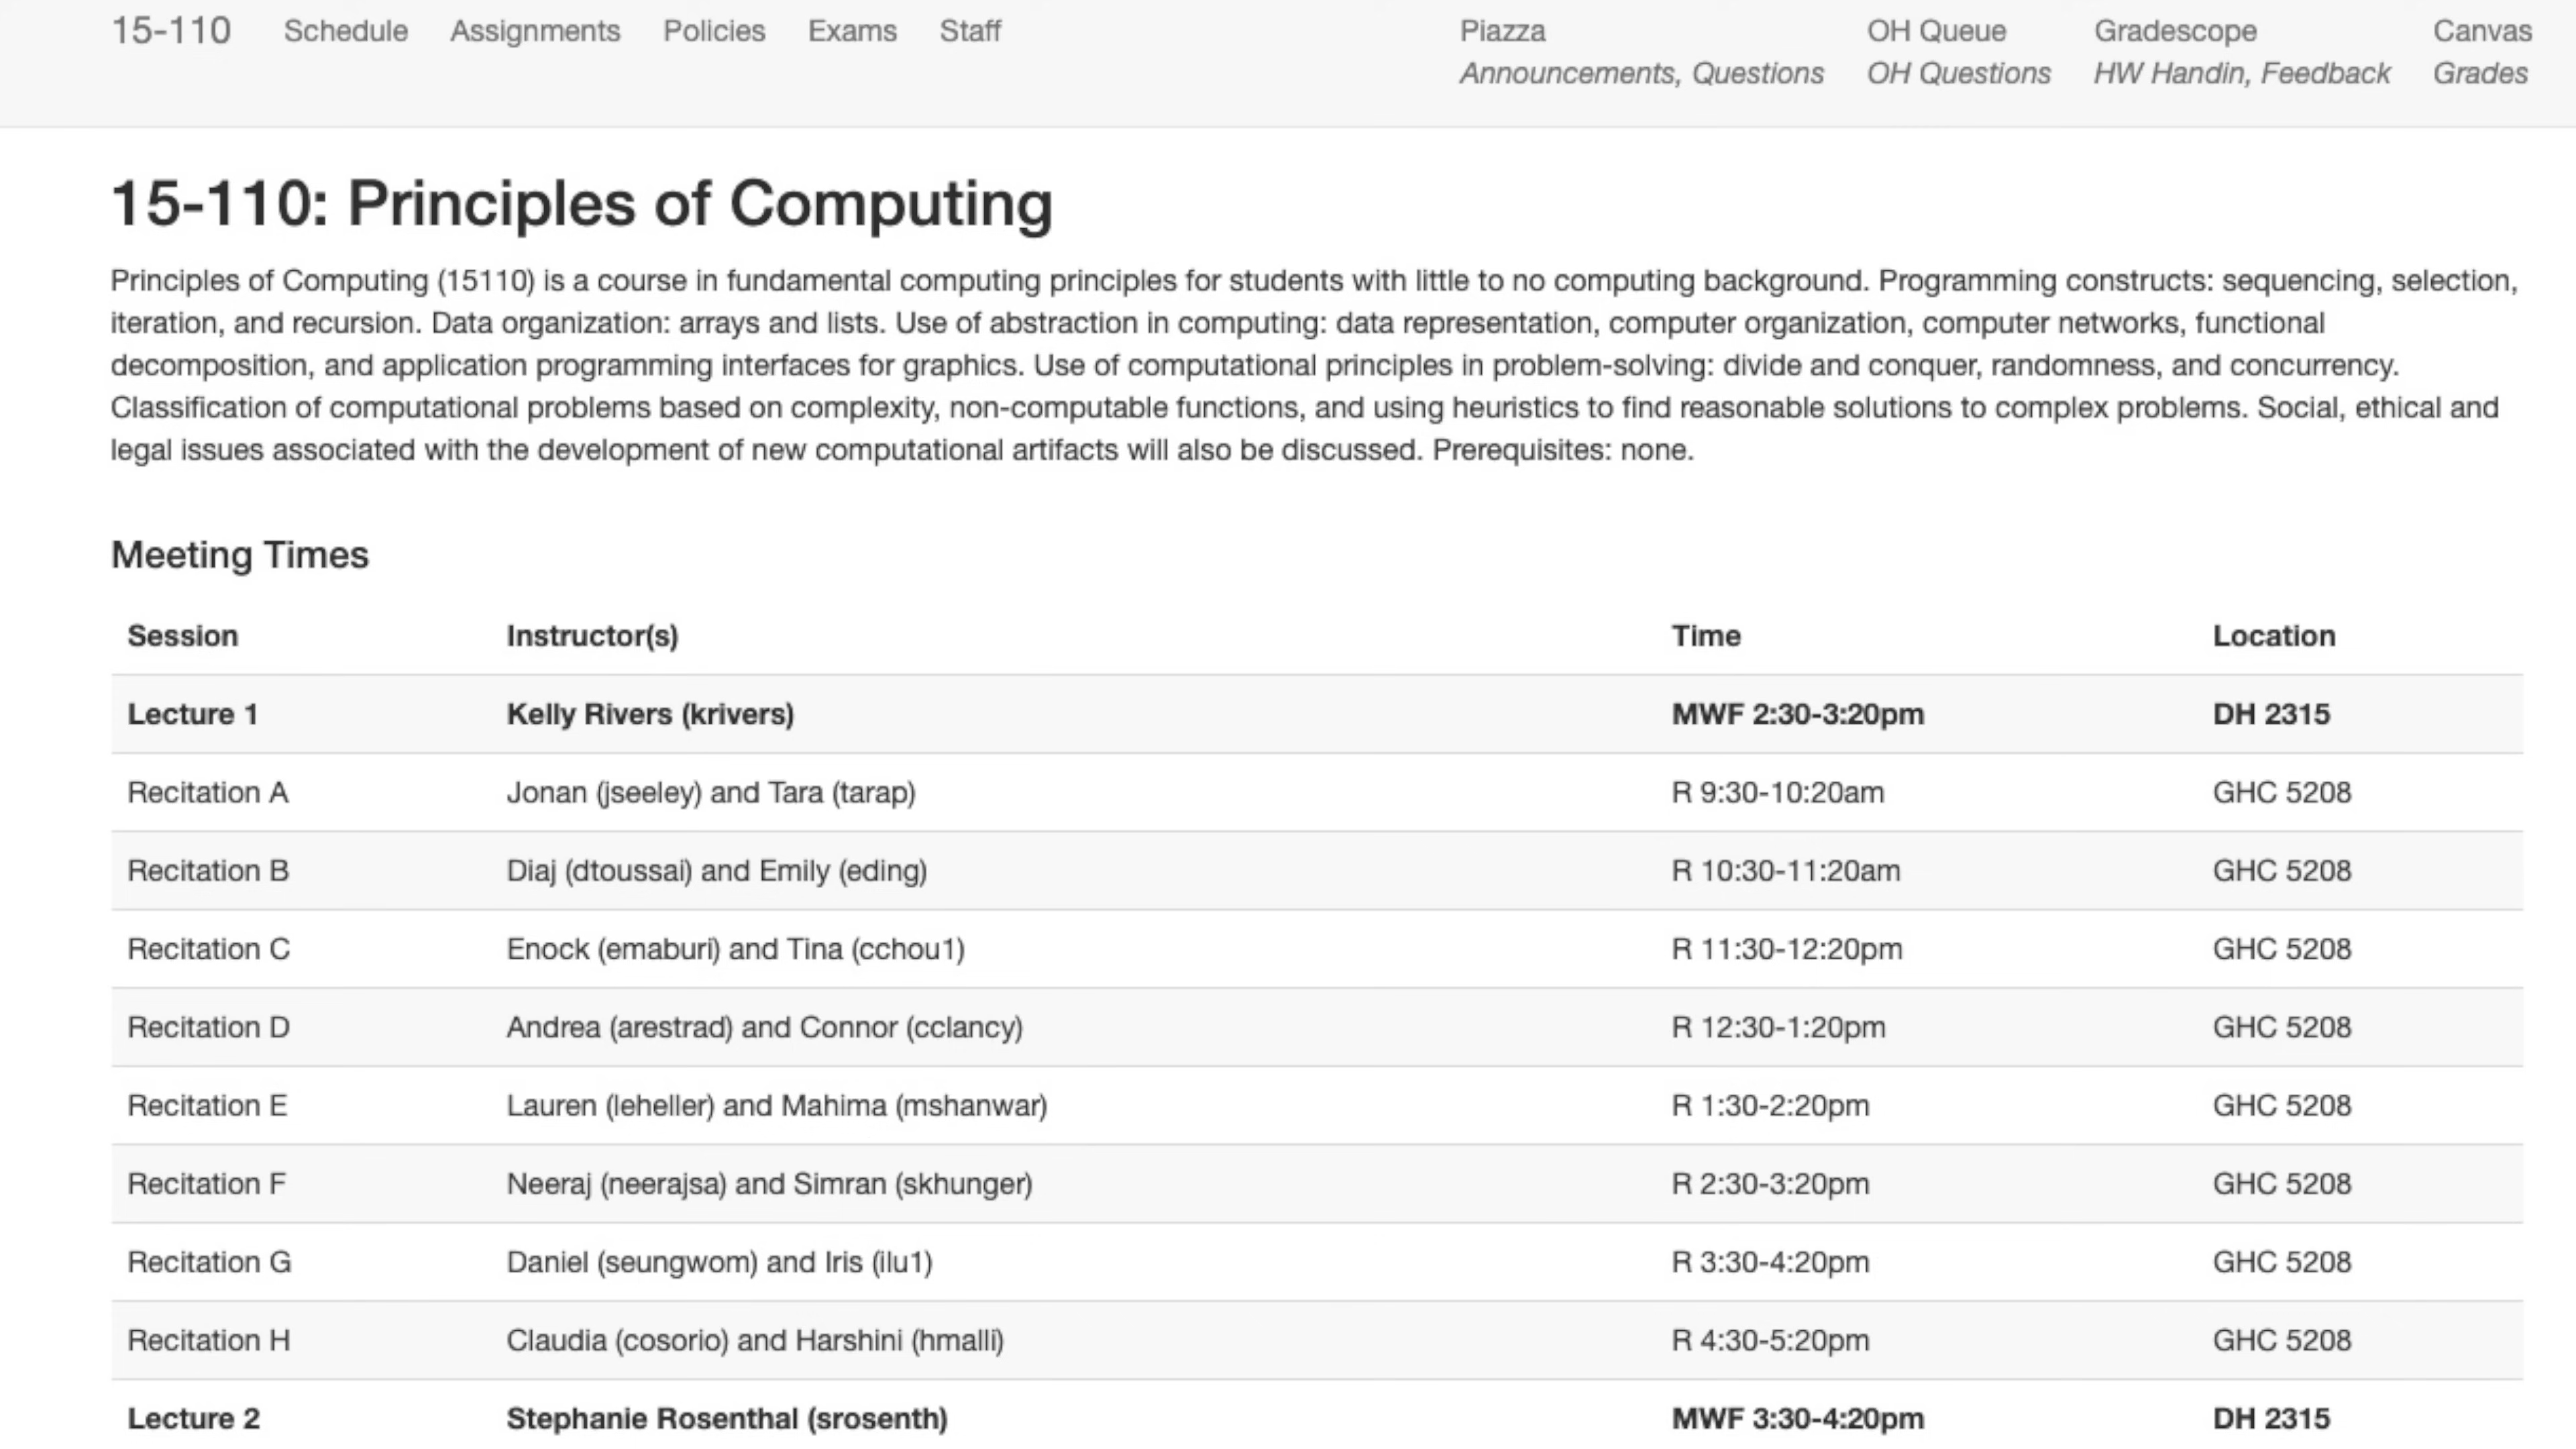 15-110 Schedule Assignments Policies Exams Staff Piazza OH Queue Gradescope Canvas
Announcements, Questions OH Questions HW Handin, Feedback Grades
15-110: Principles of Computing
Principles of Computing (15110) is a course in fundamental computing principles for students with little to no computing background. Programming constructs: sequencing, selection,
iteration, and recursion. Data organization: arrays and lists. Use of abstraction in computing: data representation, computer organization, computer networks, functional
decomposition, and application programming interfaces for graphics. Use of computational principles in problem-solving: divide and conquer, randomness, and concurrency.
Classification of computational problems based on complexity, non-computable functions, and using heuristics to find reasonable solutions to complex problems. Social, ethical and
legal issues associated with the development of new computational artifacts will also be discussed. Prerequisites: none.
Meeting Times
Session Instructor(s) Time Location
Lecture 1 Kelly Rivers (krivers) MWF 2:30-3:20pm DH 2315
Recitation A Jonan (jseeley) and Tara (tarap) R 9:30-10:20am GHC 5208
Recitation B Diaj (dtoussai) and Emily (eding) R 10:30-11:20am GHC 5208
Recitation C Enock (emaburi) and Tina (cchou1) R 11:30-12:20pm GHC 5208
Recitation D Andrea (arestrad) and Connor (cclancy) R 12:30-1:20pm GHC 5208
Recitation E Lauren (leheller) and Mahima (mshanwar) R 1:30-2:20pm GHC 5208
Recitation F Neeraj (neerajsa) and Simran (skhunger) R 2:30-3:20pm GHC 5208
Recitation G Daniel (seungwom) and Iris (ilu1) R 3:30-4:20pm GHC 5208
Recitation H Claudia (cosorio) and Harshini (hmalli) R 4:30-5:20pm GHC 5208
Lecture 2 Stephanie Rosenthal (srosenth) MWF 3:30-4:20pm DH 2315